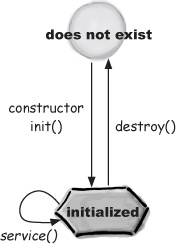 does not exist
constructor
init()
destroy()
initialized
service()